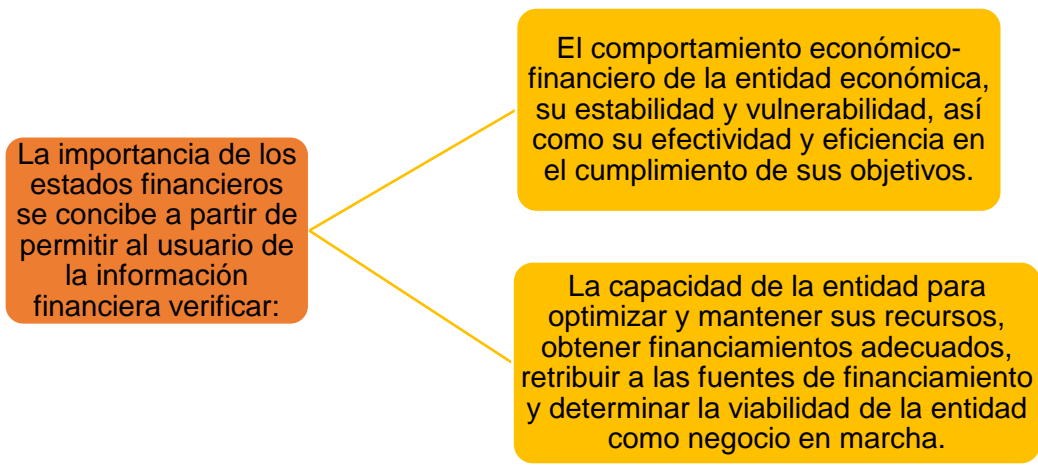 La importancia de los
estados financieros
se concibe a partir de
permitir al usuario de
la información
financiera verificar:
El comportamiento económico-
financiero de la entidad económica,
su estabilidad y vulnerabilidad, así
como su efectividad y eficiencia en
el cumplimiento de sus objetivos.
La capacidad de la entidad para
optimizar y mantener sus recursos,
obtener financiamientos adecuados,
retribuir a las fuentes de financiamiento
y determinar la viabilidad de la entidad
como negocio en marcha.